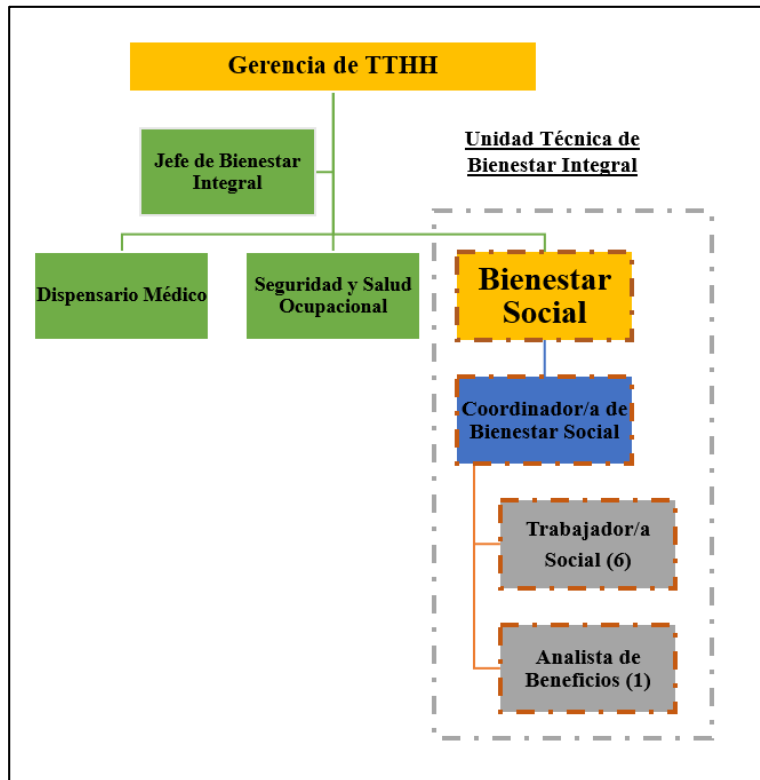 Gerencia de TTHH
Jefe de Bienestar
Integral
Unidad Técnica de
Bienestar Integral
Dispensario Médico
Seguridad y Salud
Ocupacional
Bienestar
Social
Coordinador/a de
Bienestar Social
Trabajador/a
Social (6)
Analista de
Beneficios (1)